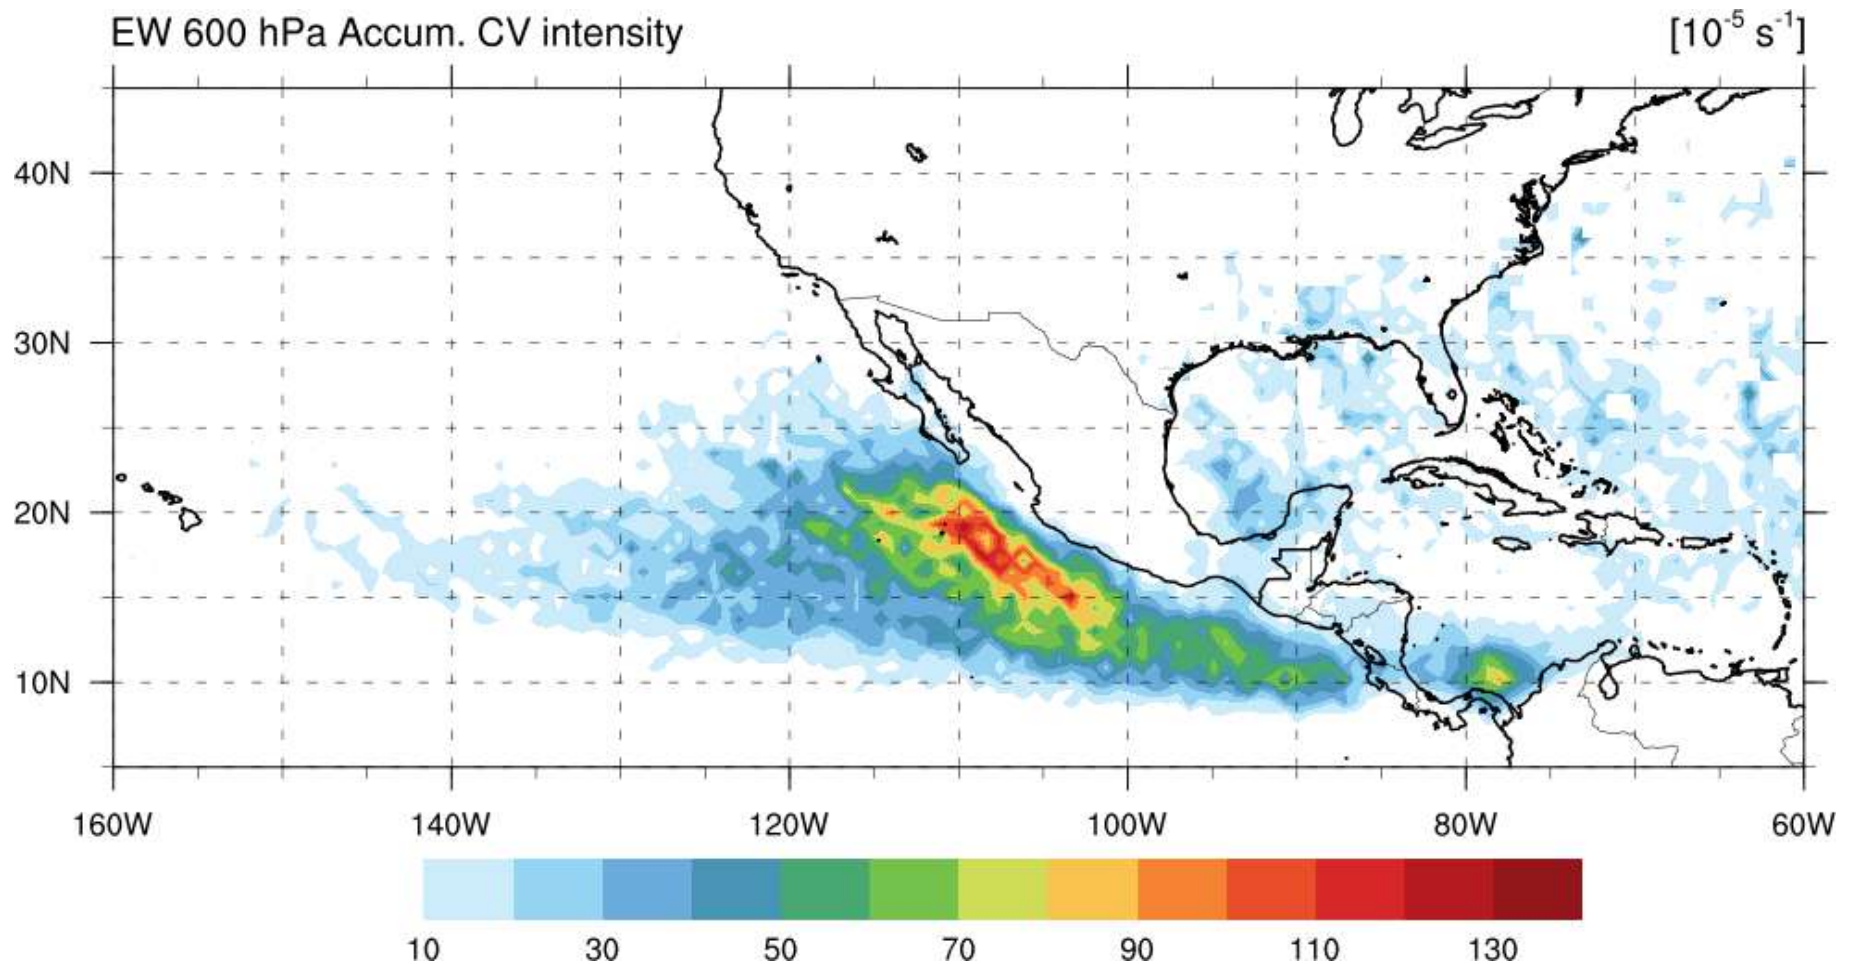 EW 600 hPa Accum. CV intensity [10⁻⁵ s⁻¹]
40N
30N
20N
10N
160W 140W 120W 100W 80W 60W
10 30 50 70 90 110 130